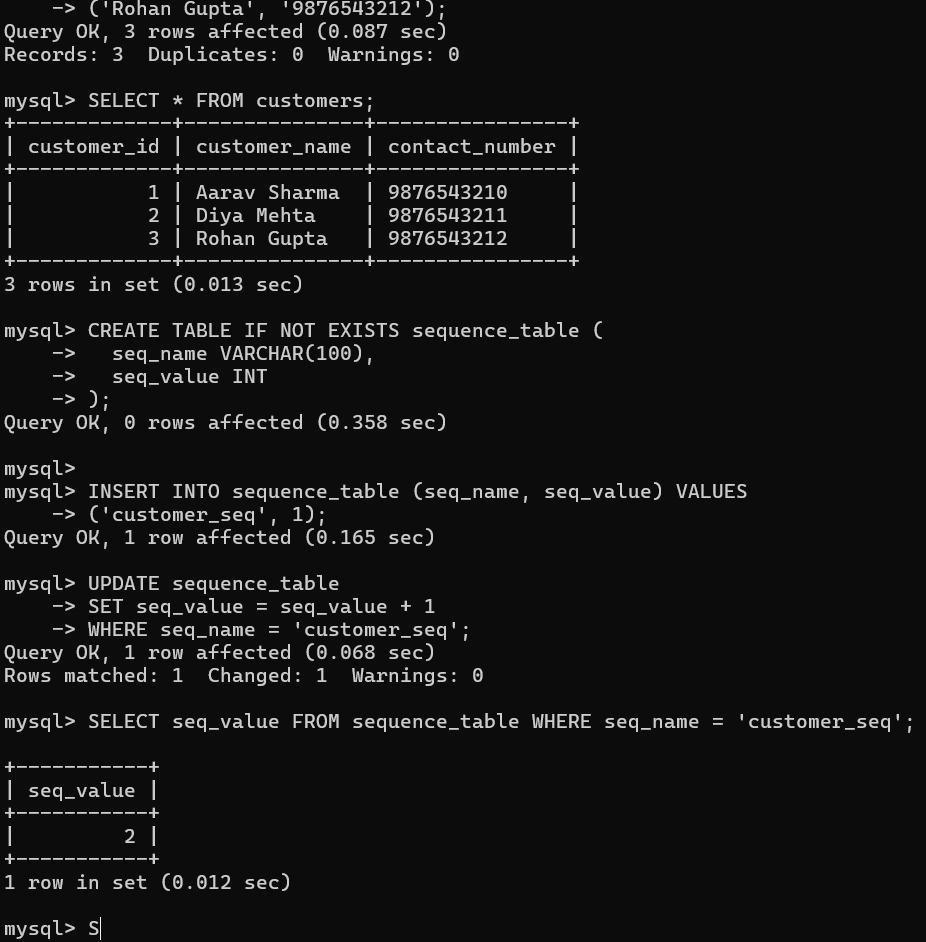 -> ('Rohan Gupta', '9876543212');
Query OK, 3 rows affected (0.087 sec)
Records: 3  Duplicates: 0  Warnings: 0

mysql> SELECT * FROM customers;
+-------------+---------------+----------------+
| customer_id | customer_name | contact_number |
+-------------+---------------+----------------+
|           1 | Aarav Sharma  | 9876543210     |
|           2 | Diya Mehta    | 9876543211     |
|           3 | Rohan Gupta   | 9876543212     |
+-------------+---------------+----------------+
3 rows in set (0.013 sec)

mysql> CREATE TABLE IF NOT EXISTS sequence_table (
    ->   seq_name VARCHAR(100),
    ->   seq_value INT
    -> );
Query OK, 0 rows affected (0.358 sec)

mysql>
mysql> INSERT INTO sequence_table (seq_name, seq_value) VALUES
    -> ('customer_seq', 1);
Query OK, 1 row affected (0.165 sec)

mysql> UPDATE sequence_table
    -> SET seq_value = seq_value + 1
    -> WHERE seq_name = 'customer_seq';
Query OK, 1 row affected (0.068 sec)
Rows matched: 1  Changed: 1  Warnings: 0

mysql> SELECT seq_value FROM sequence_table WHERE seq_name = 'customer_seq';

+-----------+
| seq_value |
+-----------+
|         2 |
+-----------+
1 row in set (0.012 sec)

mysql> S